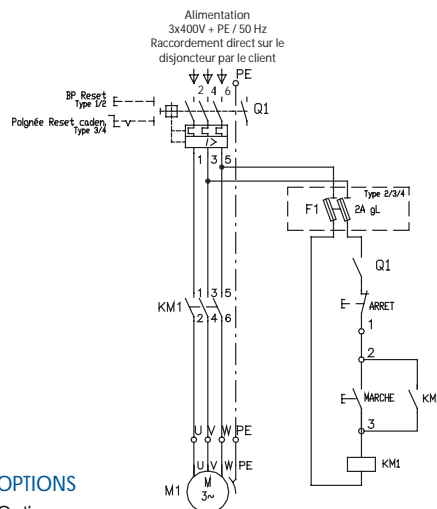 Alimentation
3x400V + PE / 50 Hz
Raccordement direct sur le
disjoncteur par le client
2 4 6 PE
BP Reset
Type 1/2
Q1
Poignée Reset caden.
Type 3/4
I>
1 3 5
Type 2/3/4
F1 2A gL
Q1
ARRET
1
1 3 5
KM1
2 4 6
2
MARCHE KM
3
KM1
U V W PE
U V W PE
M1 M
3~
OPTIONS